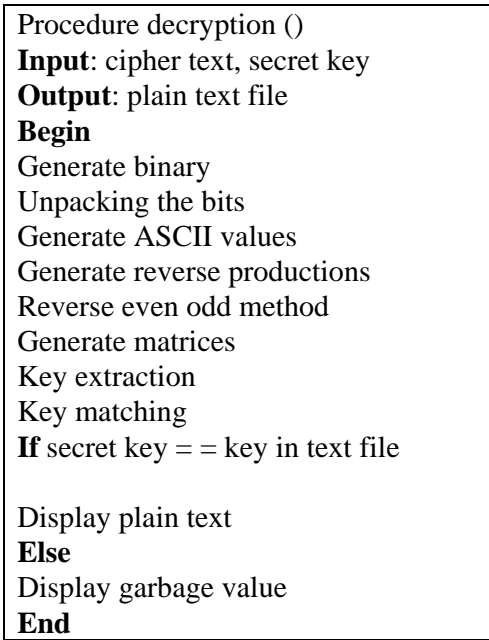 Procedure decryption ()
Input: cipher text, secret key
Output: plain text file
Begin
Generate binary
Unpacking the bits
Generate ASCII values
Generate reverse productions
Reverse even odd method
Generate matrices
Key extraction
Key matching
If secret key = = key in text file
Display plain text
Else
Display garbage value
End